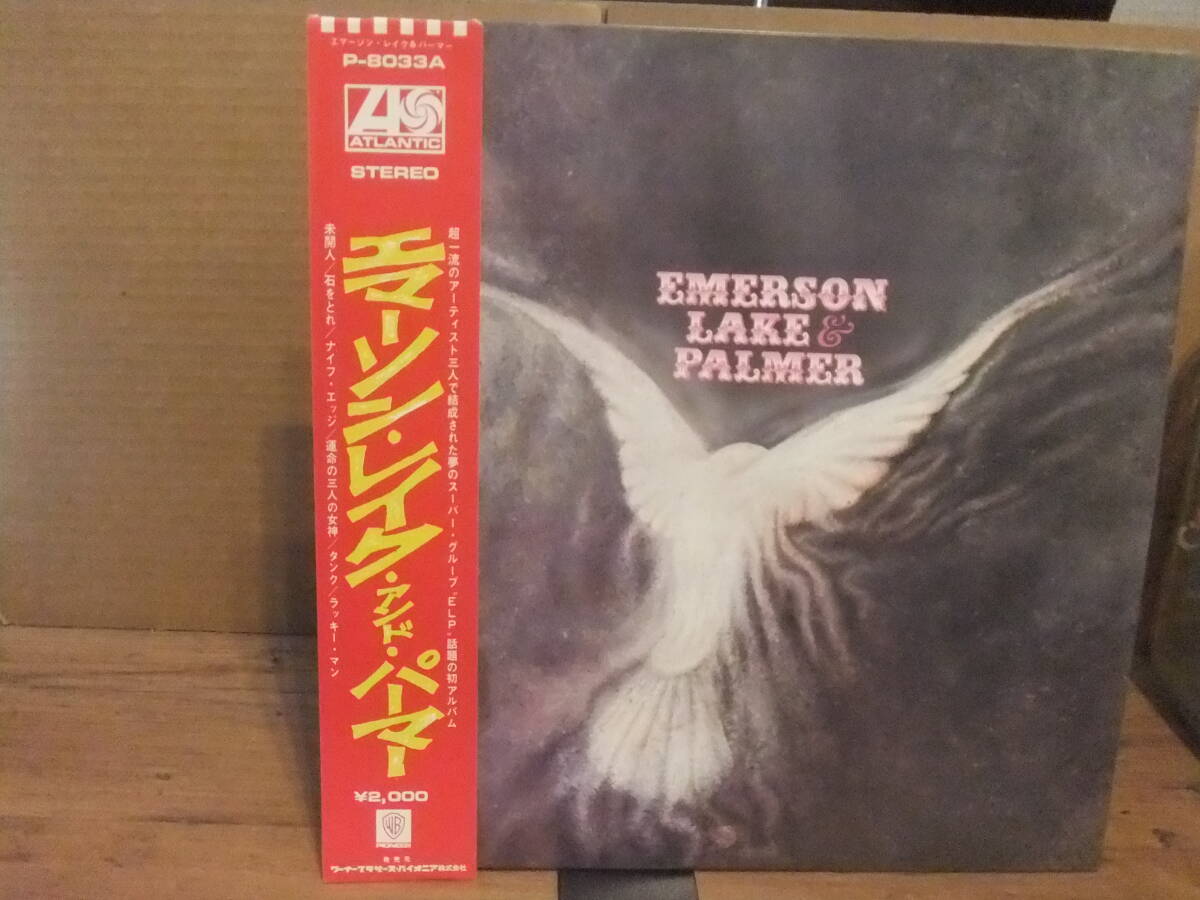 エマーソン・レイク&パーマー
P-8033A
ATLANTIC
STEREO
超一流のアーティスト三人で結成された夢のスーパー・グループ“ELP”話題の初アルバム
エマーソン・レイク・アンド・パーマー
未開人/石をとれ/ナイフ・エッジ/運命の三人の女神/タンク/ラッキー・マン
¥2,000
WB
PIONEER
発売元
ワーナーブラザーズ・パイオニア株式会社
EMERSON
LAKE &
PALMER